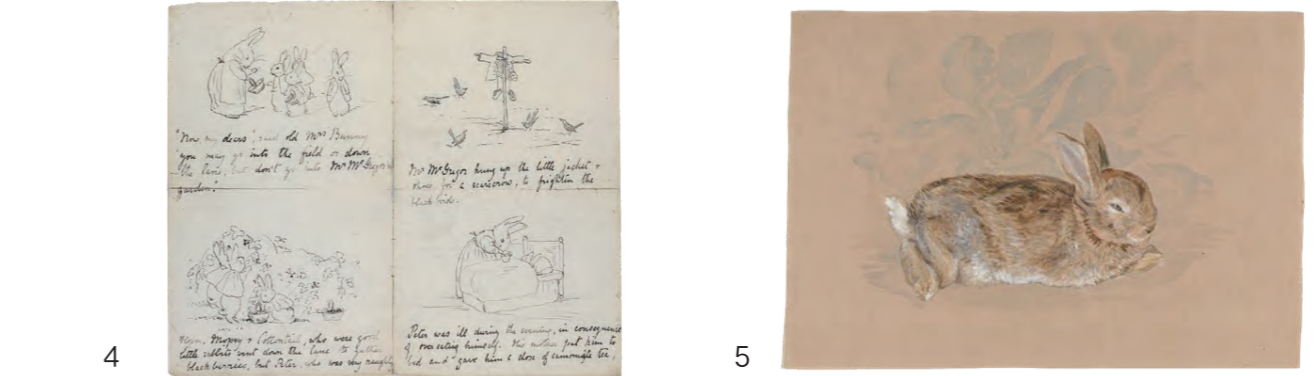 "Now, my dears", said old Mrs Bunny
"you may go into the field or down
the lane, but don't go into Mr McGregor's
garden."
Mr McGregor hung up the little jacket &
shoes for a scarecrow, to frighten the
black birds.
Flopsy, Mopsy & Cottontail, who were good
little rabbits went down the lane to gather
blackberries, but Peter, who was very naughty
Peter was ill during the evening, in consequence
of over eating himself. His mother put him to
bed and gave him a dose of camomile tea,
4
5